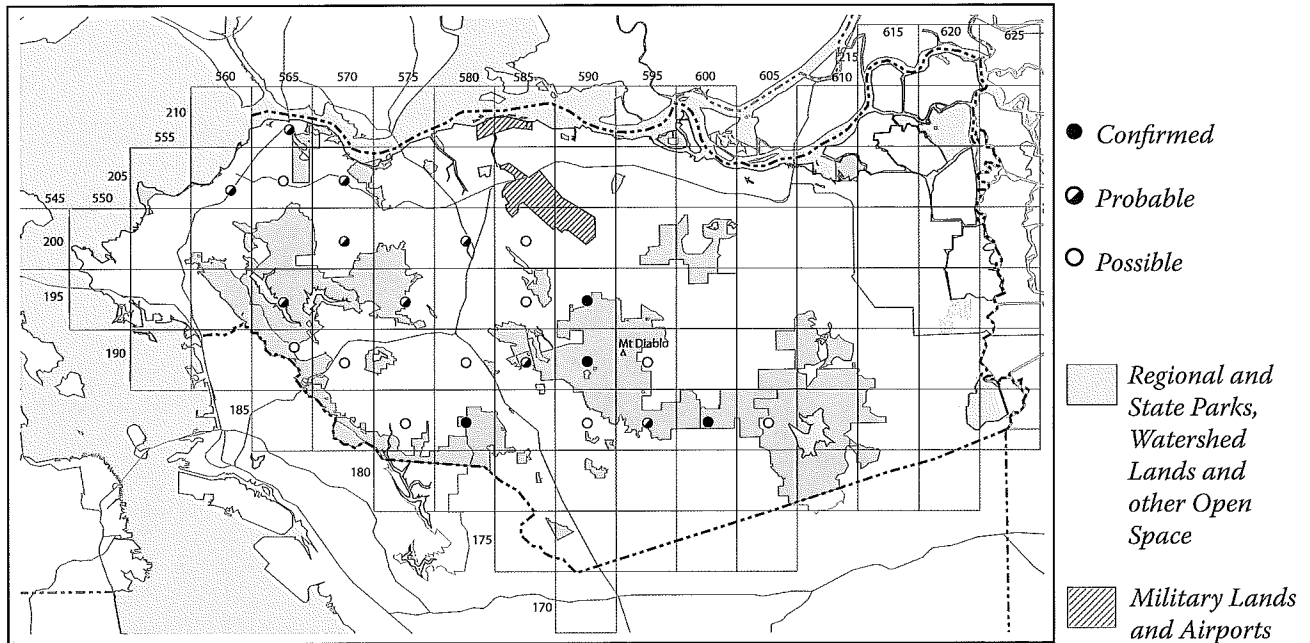 615 620 625
215
560 565 570 575 580 585 590 595 600 605 610
210
555
205
545 550
200
195
190
Mt Diablo
185
180
175
170
Confirmed
Probable
Possible
Regional and
State Parks,
Watershed
Lands and
other Open
Space
Military Lands
and Airports